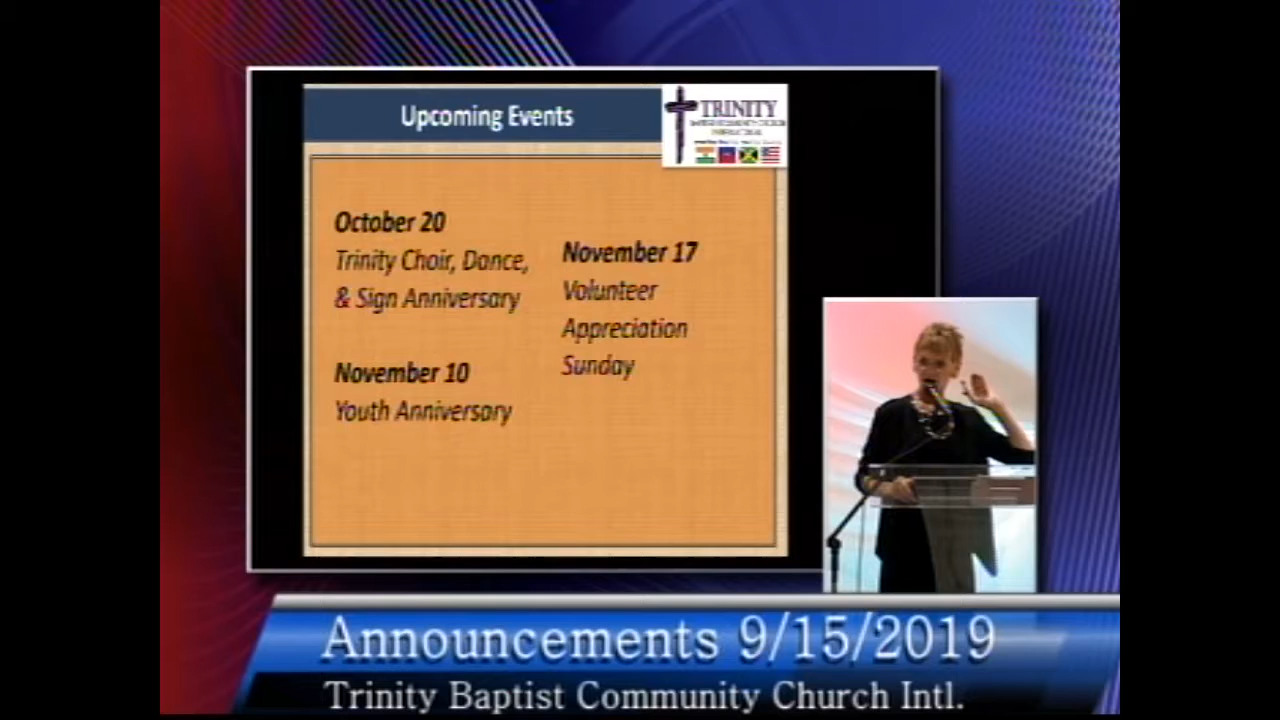 Upcoming Events
TRINITY
October 20
Trinity Choir, Dance,
& Sign Anniversary
November 10
Youth Anniversary
November 17
Volunteer
Appreciation
Sunday
Announcements 9/15/2019
Trinity Baptist Community Church Intl.